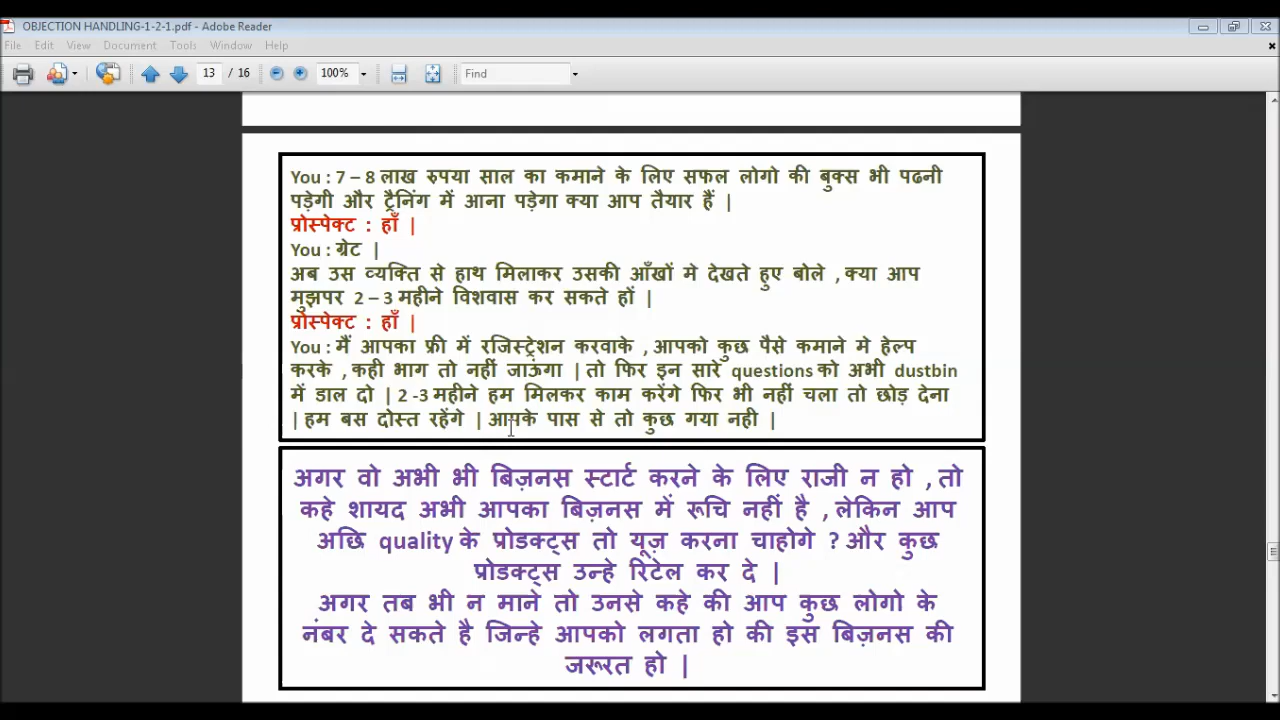 OBJECTION HANDLING-1-2-1.pdf - Adobe Reader
File Edit View Document Tools Window Help
13 / 16 100% Find
You : 7 – 8 लाख रुपया साल का कमाने के लिए सफल लोगो की बुक्स भी पढनी
पड़ेगी और ट्रैनिंग में आना पड़ेगा क्या आप तैयार हैं |
प्रोस्पेक्ट : हाँ |
You : ग्रेट |
अब उस व्यक्ति से हाथ मिलाकर उसकी आँखों मे देखते हुए बोले , क्या आप
मुझपर 2 – 3 महीने विशवास कर सकते हों |
प्रोस्पेक्ट : हाँ |
You : मैं आपका फ्री में रजिस्ट्रेशन करवाके , आपको कुछ पैसे कमाने मे हेल्प
करके , कही भाग तो नहीं जाऊंगा | तो फिर इन सारे questions को अभी dustbin
में डाल दो | 2 -3 महीने हम मिलकर काम करेंगे फिर भी नहीं चला तो छोड़ देना
| हम बस दोस्त रहेंगे | आपके पास से तो कुछ गया नही |
अगर वो अभी भी बिज़नस स्टार्ट करने के लिए राजी न हो , तो
कहे शायद अभी आपका बिज़नस में रूचि नहीं है , लेकिन आप
अछि quality के प्रोडक्ट्स तो यूज़ करना चाहोगे ? और कुछ
प्रोडक्ट्स उन्हे रिटेल कर दे |
अगर तब भी न माने तो उनसे कहे की आप कुछ लोगो के
नंबर दे सकते है जिन्हे आपको लगता हो की इस बिज़नस की
जरूरत हो |